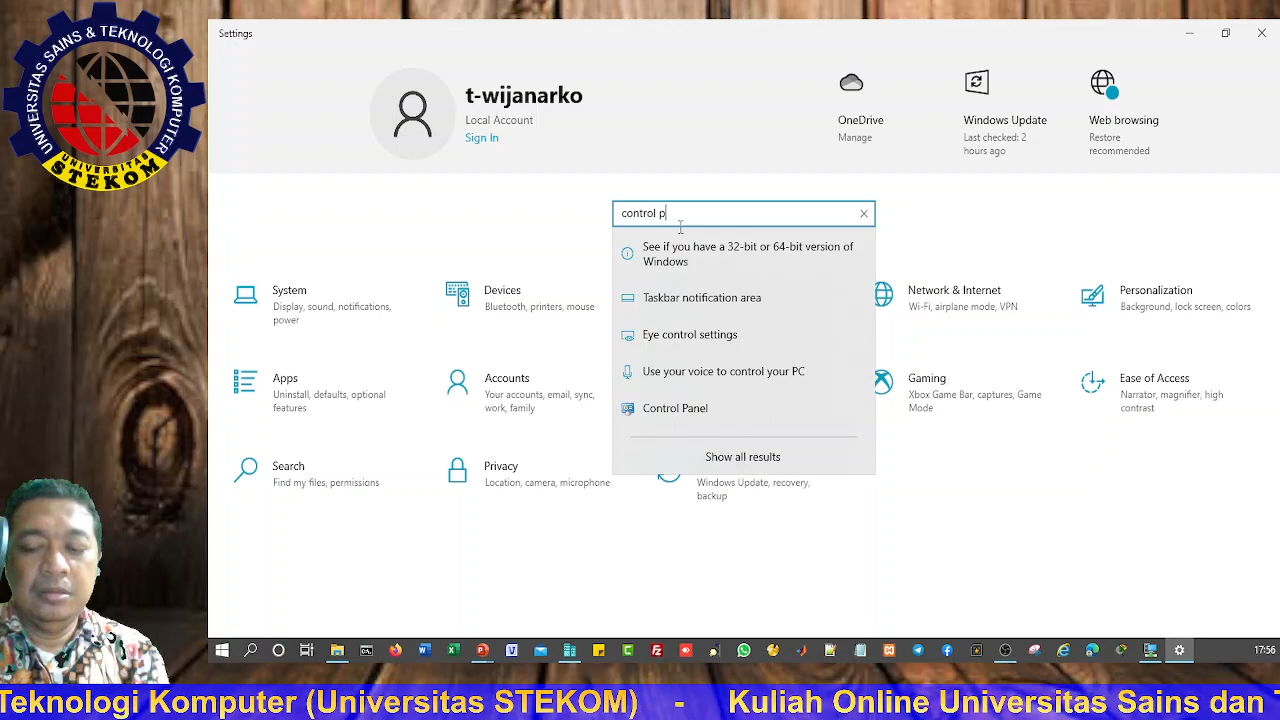 UNIVERSITAS SAINS & TEKNOLOGI KOMPUTER
UNIVERSITAS
STEKOM
Settings
t-wijanarko
Local Account
Sign In
OneDrive
Manage
Windows Update
Last checked: 2
hours ago
Web browsing
Restore
recommended
control p
See if you have a 32-bit or 64-bit version of
Windows
Taskbar notification area
Eye control settings
Use your voice to control your PC
Control Panel
Show all results
System
Display, sound, notifications,
power
Devices
Bluetooth, printers, mouse
Network & Internet
Wi-Fi, airplane mode, VPN
Personalization
Background, lock screen, colors
Apps
Uninstall, defaults, optional
features
Accounts
Your accounts, email, sync,
work, family
Gaming
Xbox Game Bar, captures, Game
Mode
Ease of Access
Narrator, magnifier, high
contrast
Search
Find my files, permissions
Privacy
Location, camera, microphone
Windows Update, recovery,
backup
17:56
Teknologi Komputer (Universitas STEKOM) - Kuliah Online Universitas Sains dan